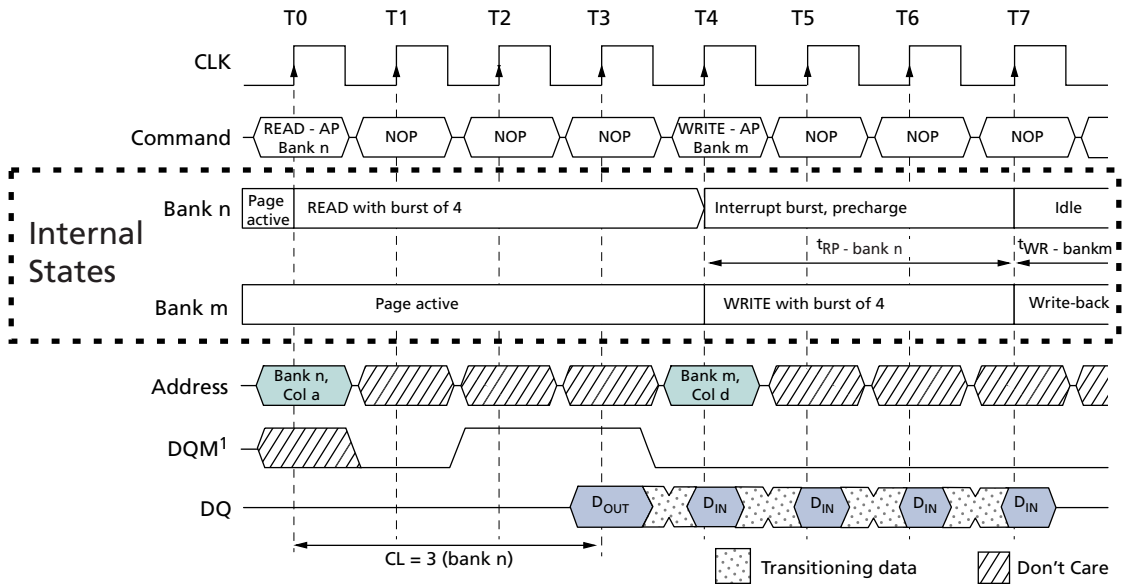 T0 T1 T2 T3 T4 T5 T6 T7
CLK
Command
READ - AP
Bank n
NOP
NOP
NOP
WRITE - AP
Bank m
NOP
NOP
NOP
Internal
States
Bank n
Page
active
READ with burst of 4
Interrupt burst, precharge
Idle
tRP - bank n
tWR - bankm
Bank m
Page active
WRITE with burst of 4
Write-back
Address
Bank n,
Col a
Bank m,
Col d
DQM1
DQ
DOUT
DIN
DIN
DIN
DIN
CL = 3 (bank n)
Transitioning data
Don't Care